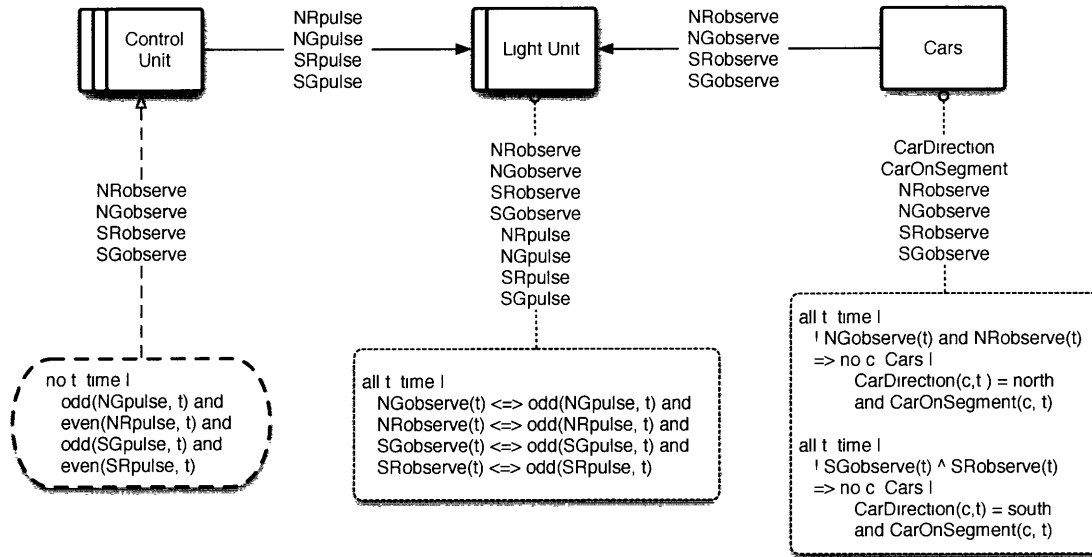 Control
Unit
NRpulse
NGpulse
SRpulse
SGpulse
Light Unit
NRobserve
NGobserve
SRobserve
SGobserve
Cars
NRobserve
NGobserve
SRobserve
SGobserve
NRobserve
NGobserve
SRobserve
SGobserve
NRpulse
NGpulse
SRpulse
SGpulse
CarDirection
CarOnSegment
NRobserve
NGobserve
SRobserve
SGobserve
no t time |
odd(NGpulse, t) and
even(NRpulse, t) and
odd(SGpulse, t) and
even(SRpulse, t)
all t time |
NGobserve(t) <=> odd(NGpulse, t) and
NRobserve(t) <=> odd(NRpulse, t) and
SGobserve(t) <=> odd(SGpulse, t) and
SRobserve(t) <=> odd(SRpulse, t)
all t time |
! NGobserve(t) and NRobserve(t)
=> no c Cars |
CarDirection(c,t ) = north
and CarOnSegment(c, t)
all t time |
! SGobserve(t) ^ SRobserve(t)
=> no c Cars |
CarDirection(c,t) = south
and CarOnSegment(c, t)